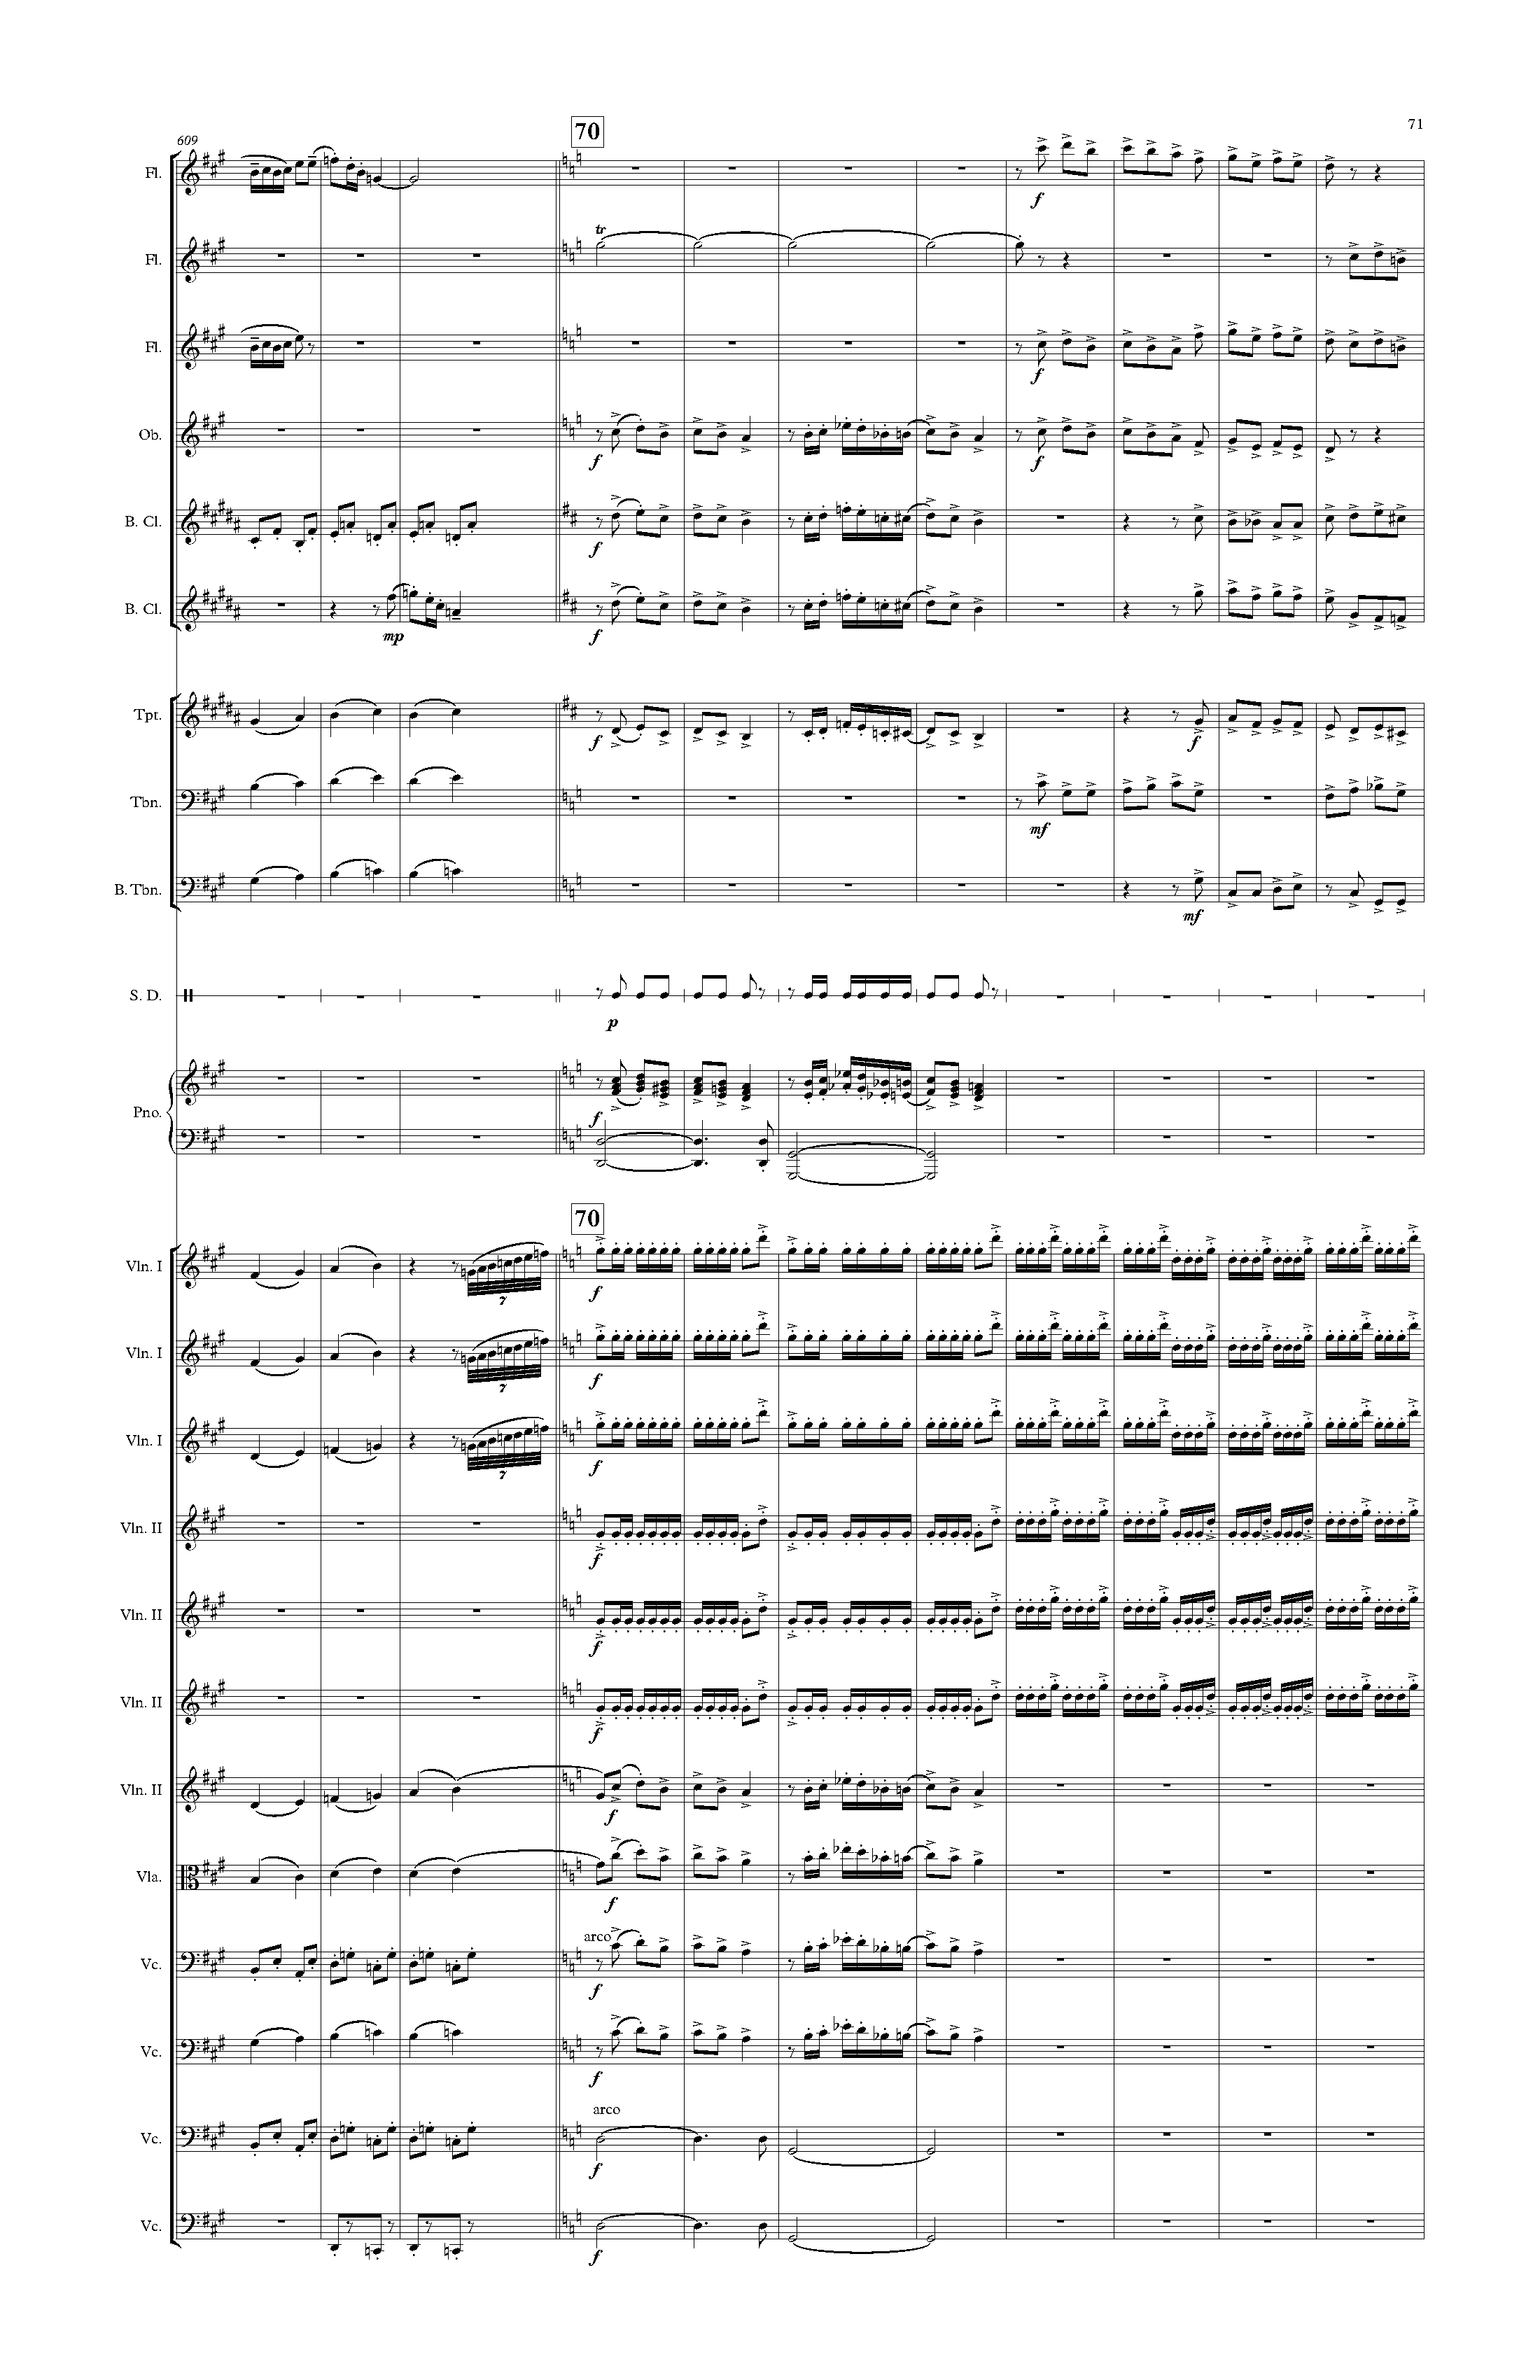 71
70
609
Fl.
f
Fl.
tr
Fl.
f
Ob.
f
f
B. Cl.
f
B. Cl.
mp
f
Tpt.
f
f
Tbn.
mf
B. Tbn.
mf
S. D.
p
Pno.
f
70
Vln. I
7
f
Vln. I
7
f
Vln. I
7
f
Vln. II
f
Vln. II
f
Vln. II
f
Vln. II
f
Vla.
f
arco
Vc.
f
Vc.
f
arco
Vc.
f
Vc.
f